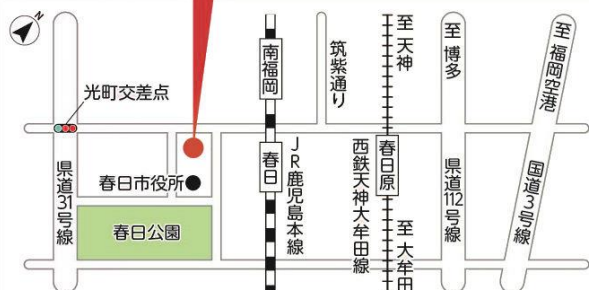 N
光町交差点
県道31号線
春日市役所
春日公園
南福岡
春日
JR鹿児島本線
筑紫通り
至天神
春日原
西鉄天神大牟田線
至大牟田
至博多
県道112号線
至福岡空港
国道3号線